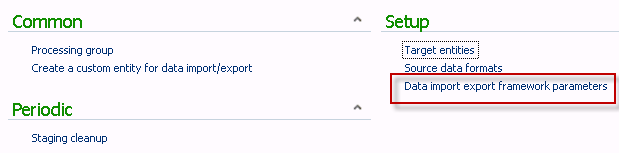 Common
Processing group
Create a custom entity for data import/export
Periodic
Staging cleanup
Setup
Target entities
Source data formats
Data import export framework parameters